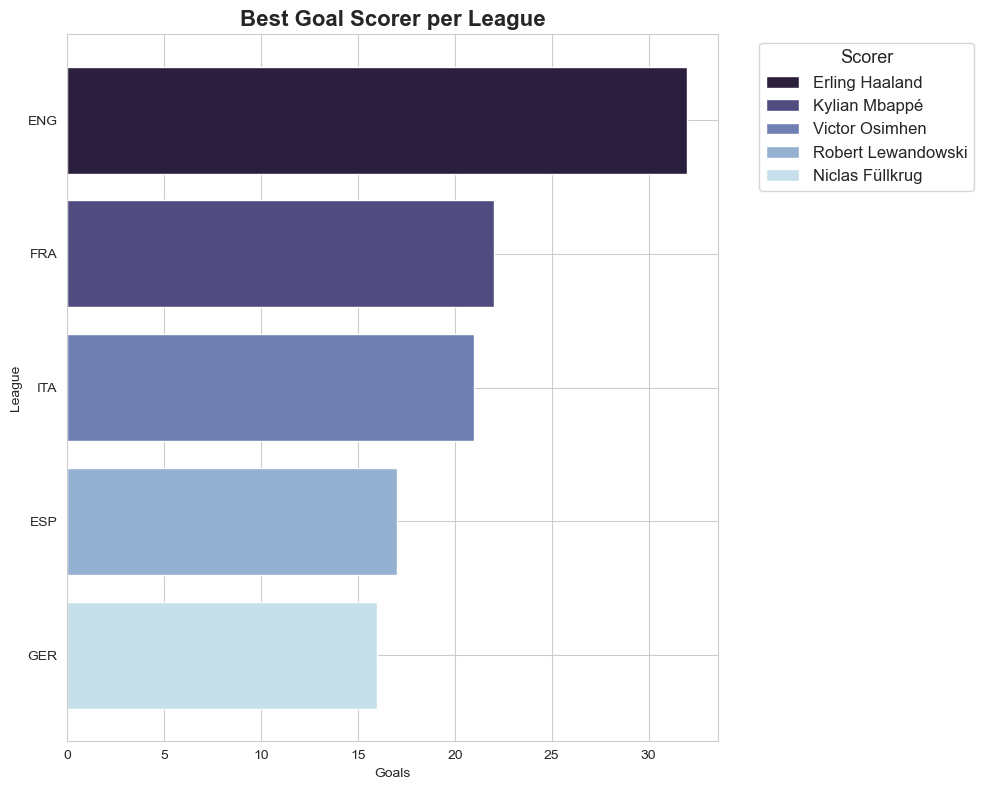 Best Goal Scorer per League
Scorer
Erling Haaland
Kylian Mbappé
Victor Osimhen
Robert Lewandowski
Niclas Füllkrug
League
ENG
FRA
ITA
ESP
GER
0 5 10 15 20 25 30
Goals